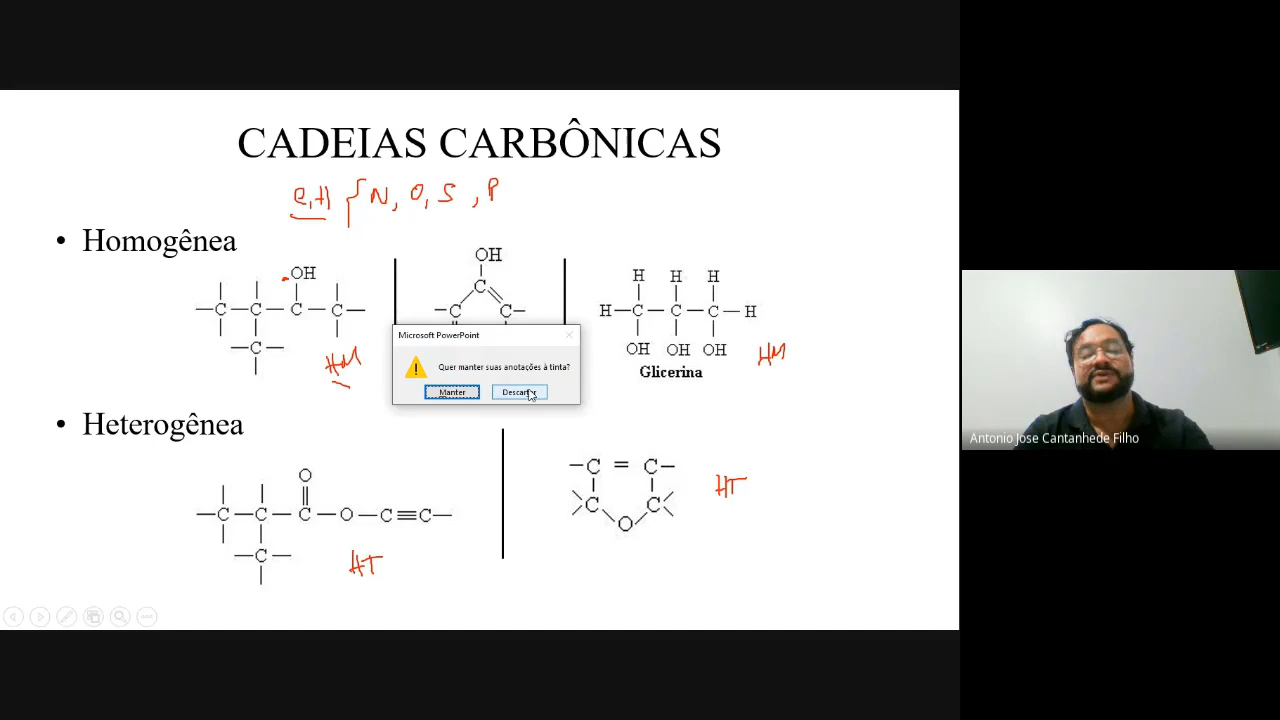 CADEIAS CARBÔNICAS
C, H { N, O, S, P
• Homogênea
OH
C C C C
C
HM
OH
C C
H H H
H C C C H
OH OH OH
Glicerina
HM
Microsoft PowerPoint
Quer manter suas anotações à tinta?
Manter Descartar
• Heterogênea
O
C C C O C≡C
C
HT
C = C
C C
O
HT
Antonio Jose Cantanhede Filho